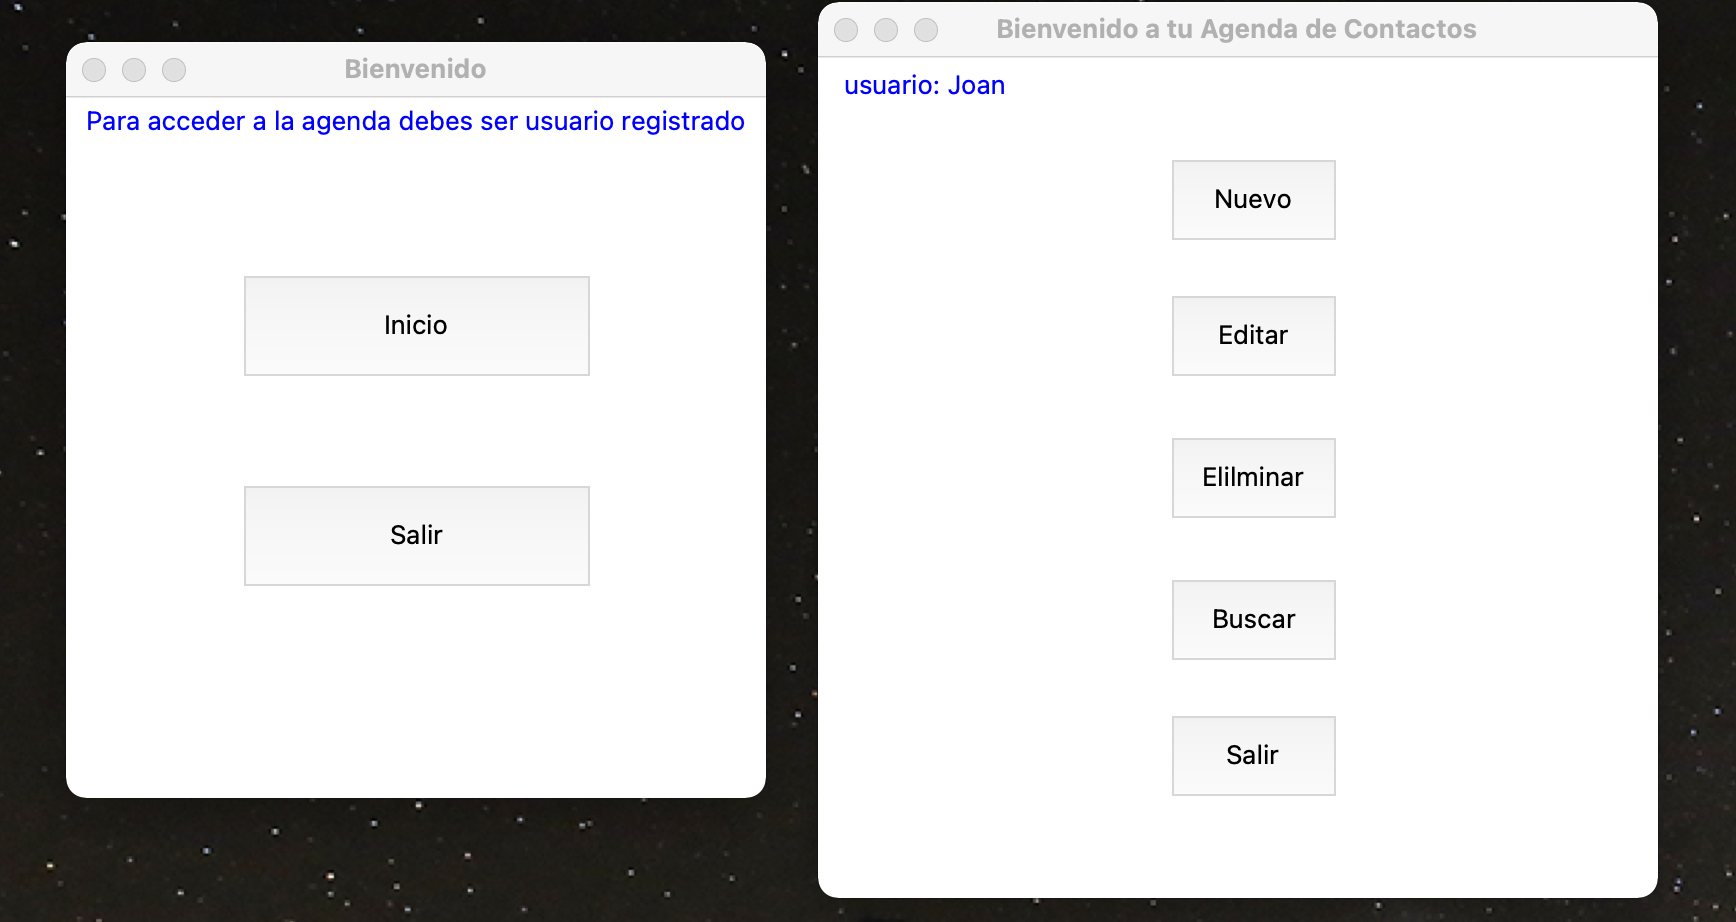 Bienvenido
Para acceder a la agenda debes ser usuario registrado
Inicio
Salir
Bienvenido a tu Agenda de Contactos
usuario: Joan
Nuevo
Editar
Elilminar
Buscar
Salir